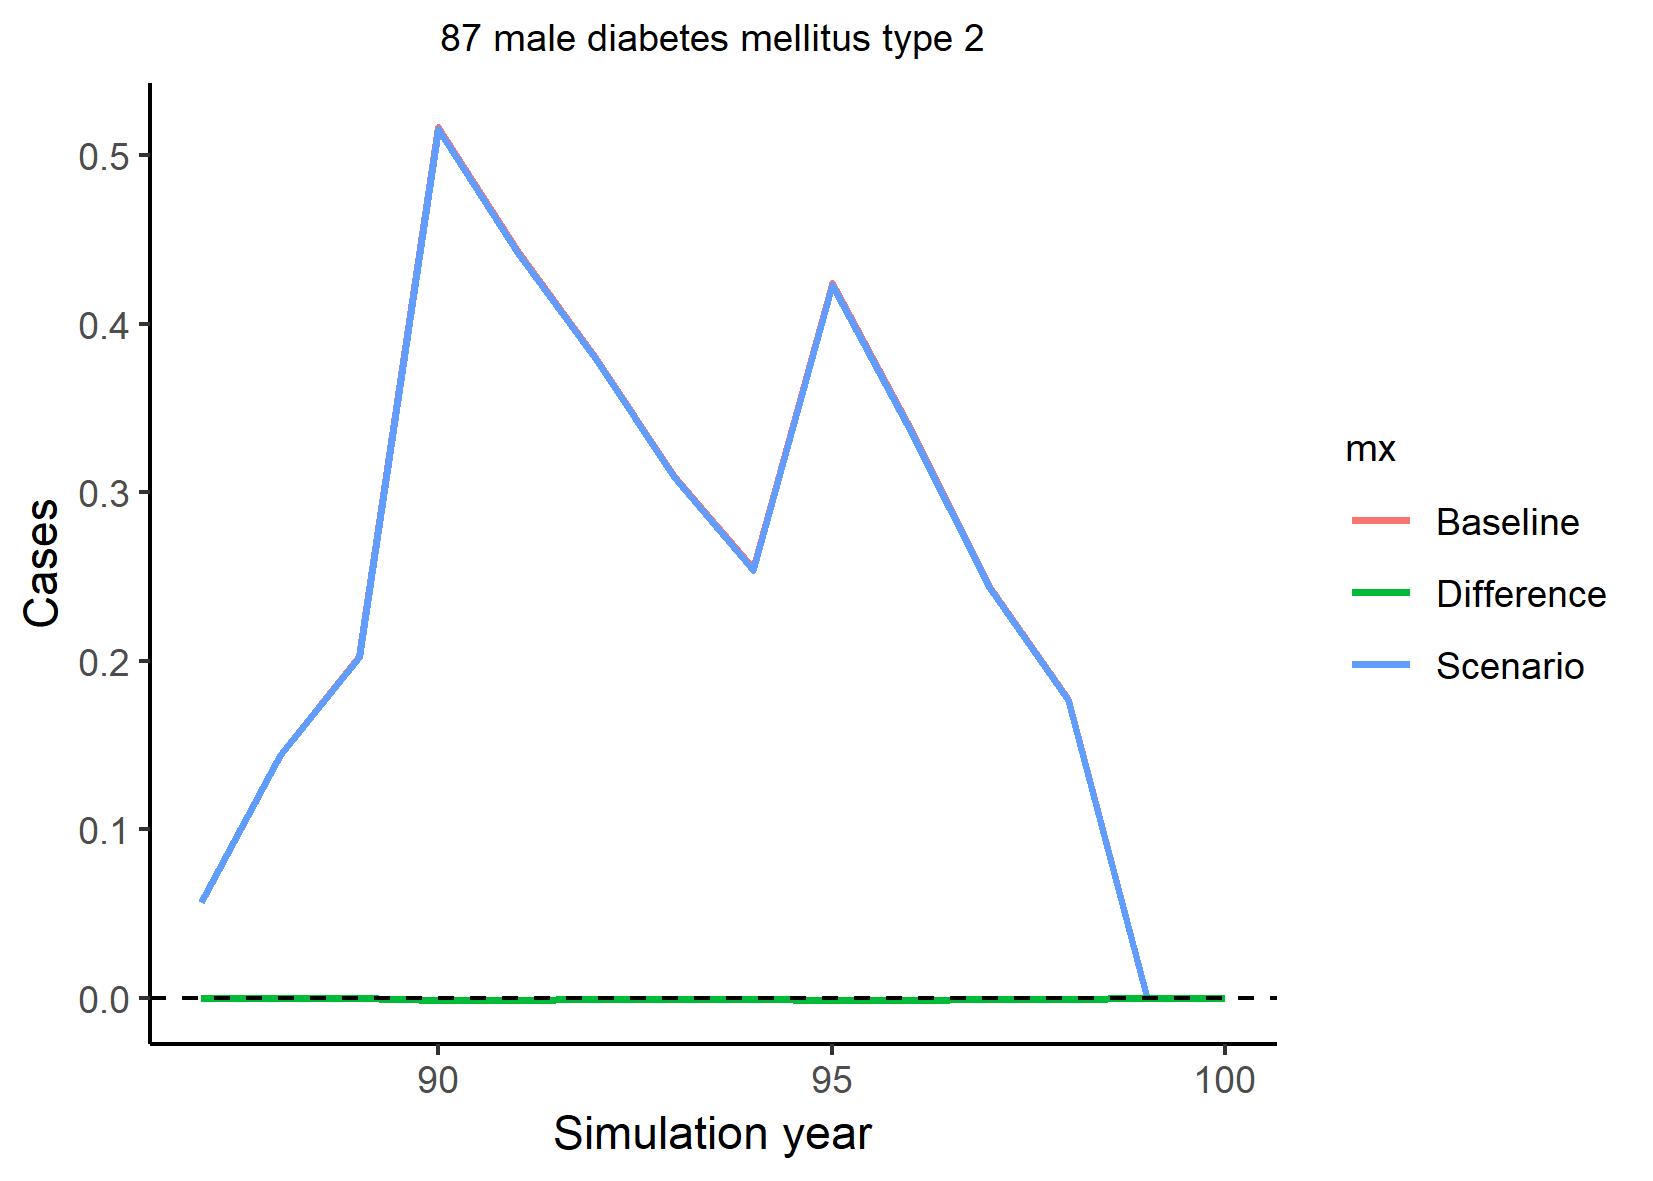 87 male diabetes mellitus type 2
Cases
0.5
0.4
0.3
0.2
0.1
0.0
90 95 100
Simulation year
mx
Baseline
Difference
Scenario